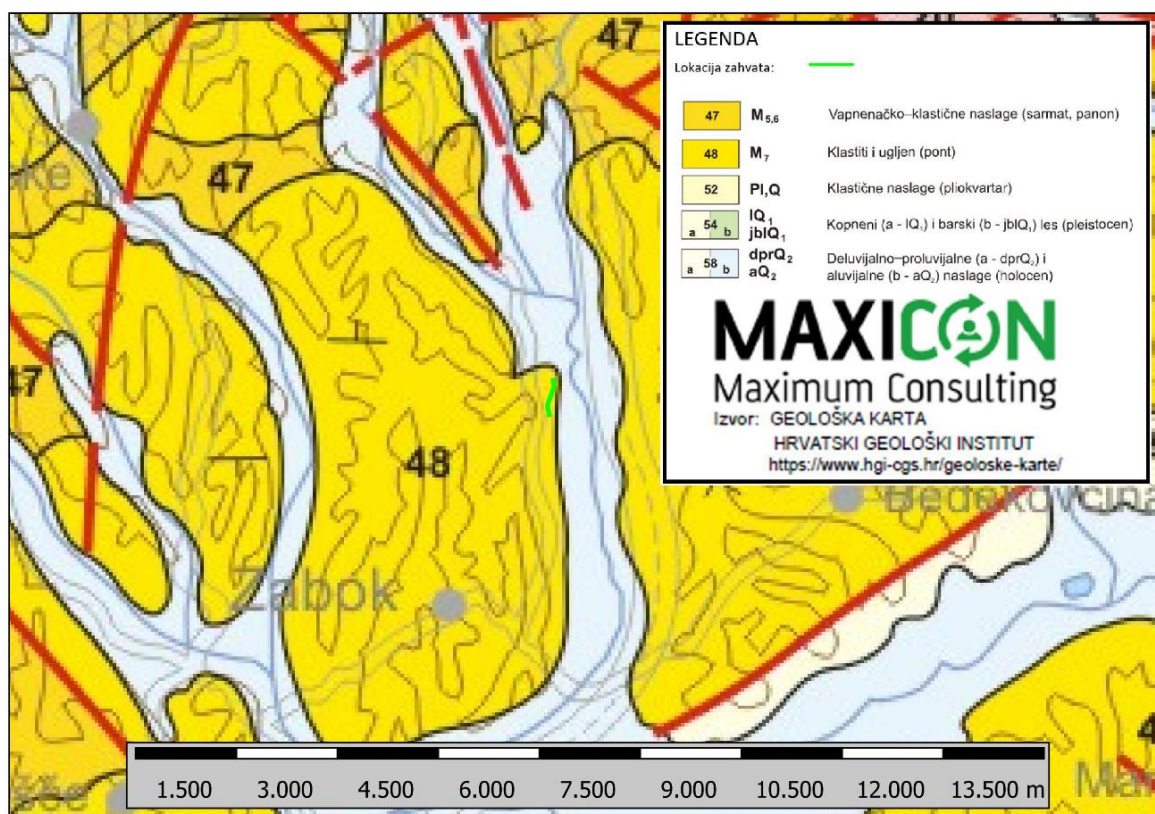 LEGENDA
Lokacija zahvata:
47 M5,6 Vapnenačko–klastične naslage (sarmat, panon)
48 M7 Klastiti i ugljen (pont)
52 Pl,Q Klastične naslage (pliokvartar)
a 54 b lQ1 jblQ1 Kopneni (a - lQ1) i barski (b - jblQ1) les (pleistocen)
a 58 b dprQ2 aQ2 Deluvijalno–proluvijalne (a - dprQ2) i
aluvijalne (b - aQ2) naslage (holocen)
MAXICON
Maximum Consulting
Izvor: GEOLOŠKA KARTA
HRVATSKI GEOLOŠKI INSTITUT
https://www.hgi-cgs.hr/geoloske-karte/
47
47
47
48
Bedekovčina
Zabok
1.500 3.000 4.500 6.000 7.500 9.000 10.500 12.000 13.500 m